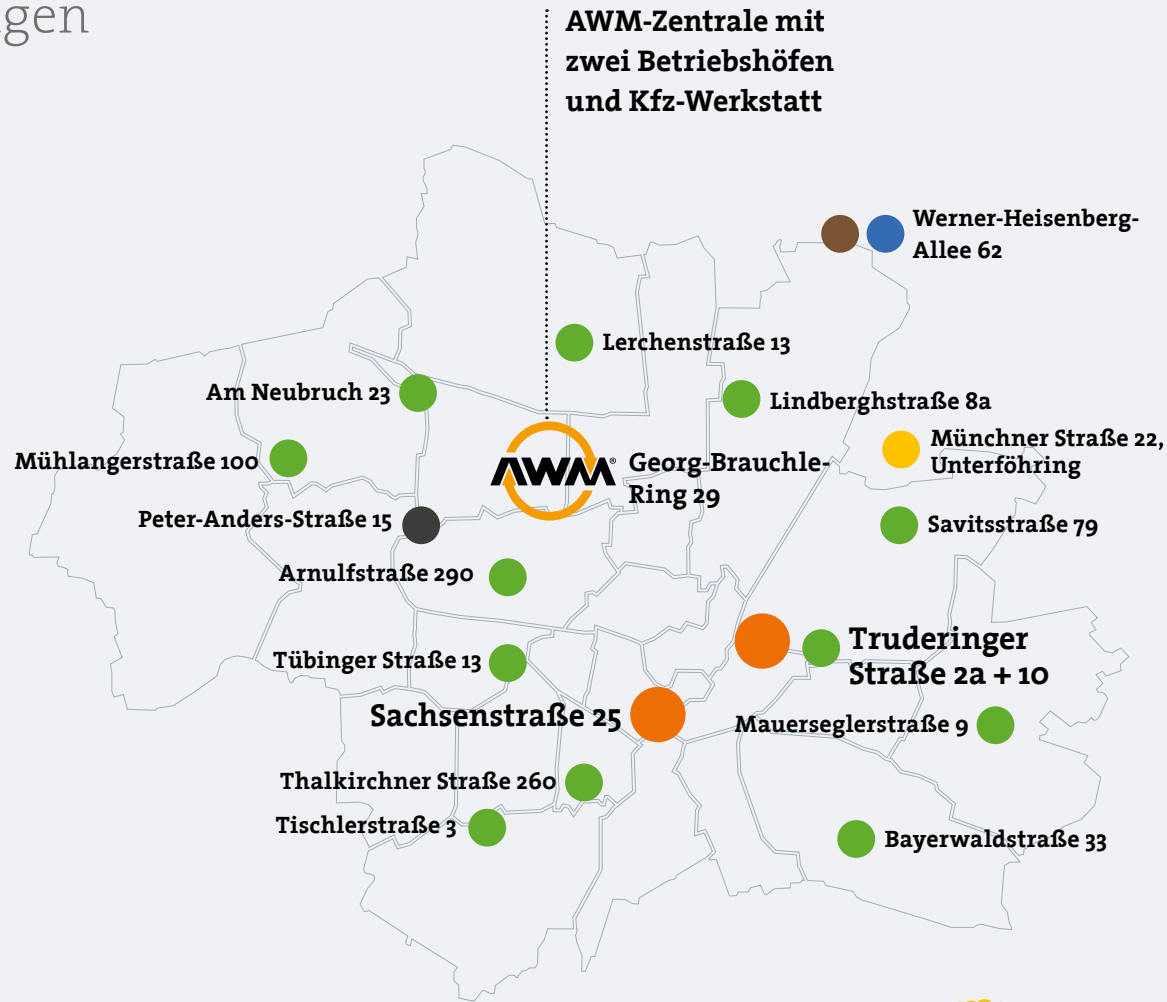 gen
AWM-Zentrale mit
zwei Betriebshöfen
und Kfz-Werkstatt
Werner-Heisenberg-
Allee 62
Lerchenstraße 13
Am Neubruch 23
Lindberghstraße 8a
Münchner Straße 22,
Unterföhring
Mühlangerstraße 100
AWM®
Georg-Brauchle-
Ring 29
Peter-Anders-Straße 15
Savitsstraße 79
Arnulfstraße 290
Truderinger
Straße 2a + 10
Tübinger Straße 13
Sachsenstraße 25
Mauerseglerstraße 9
Thalkirchner Straße 260
Tischlerstraße 3
Bayerwaldstraße 33